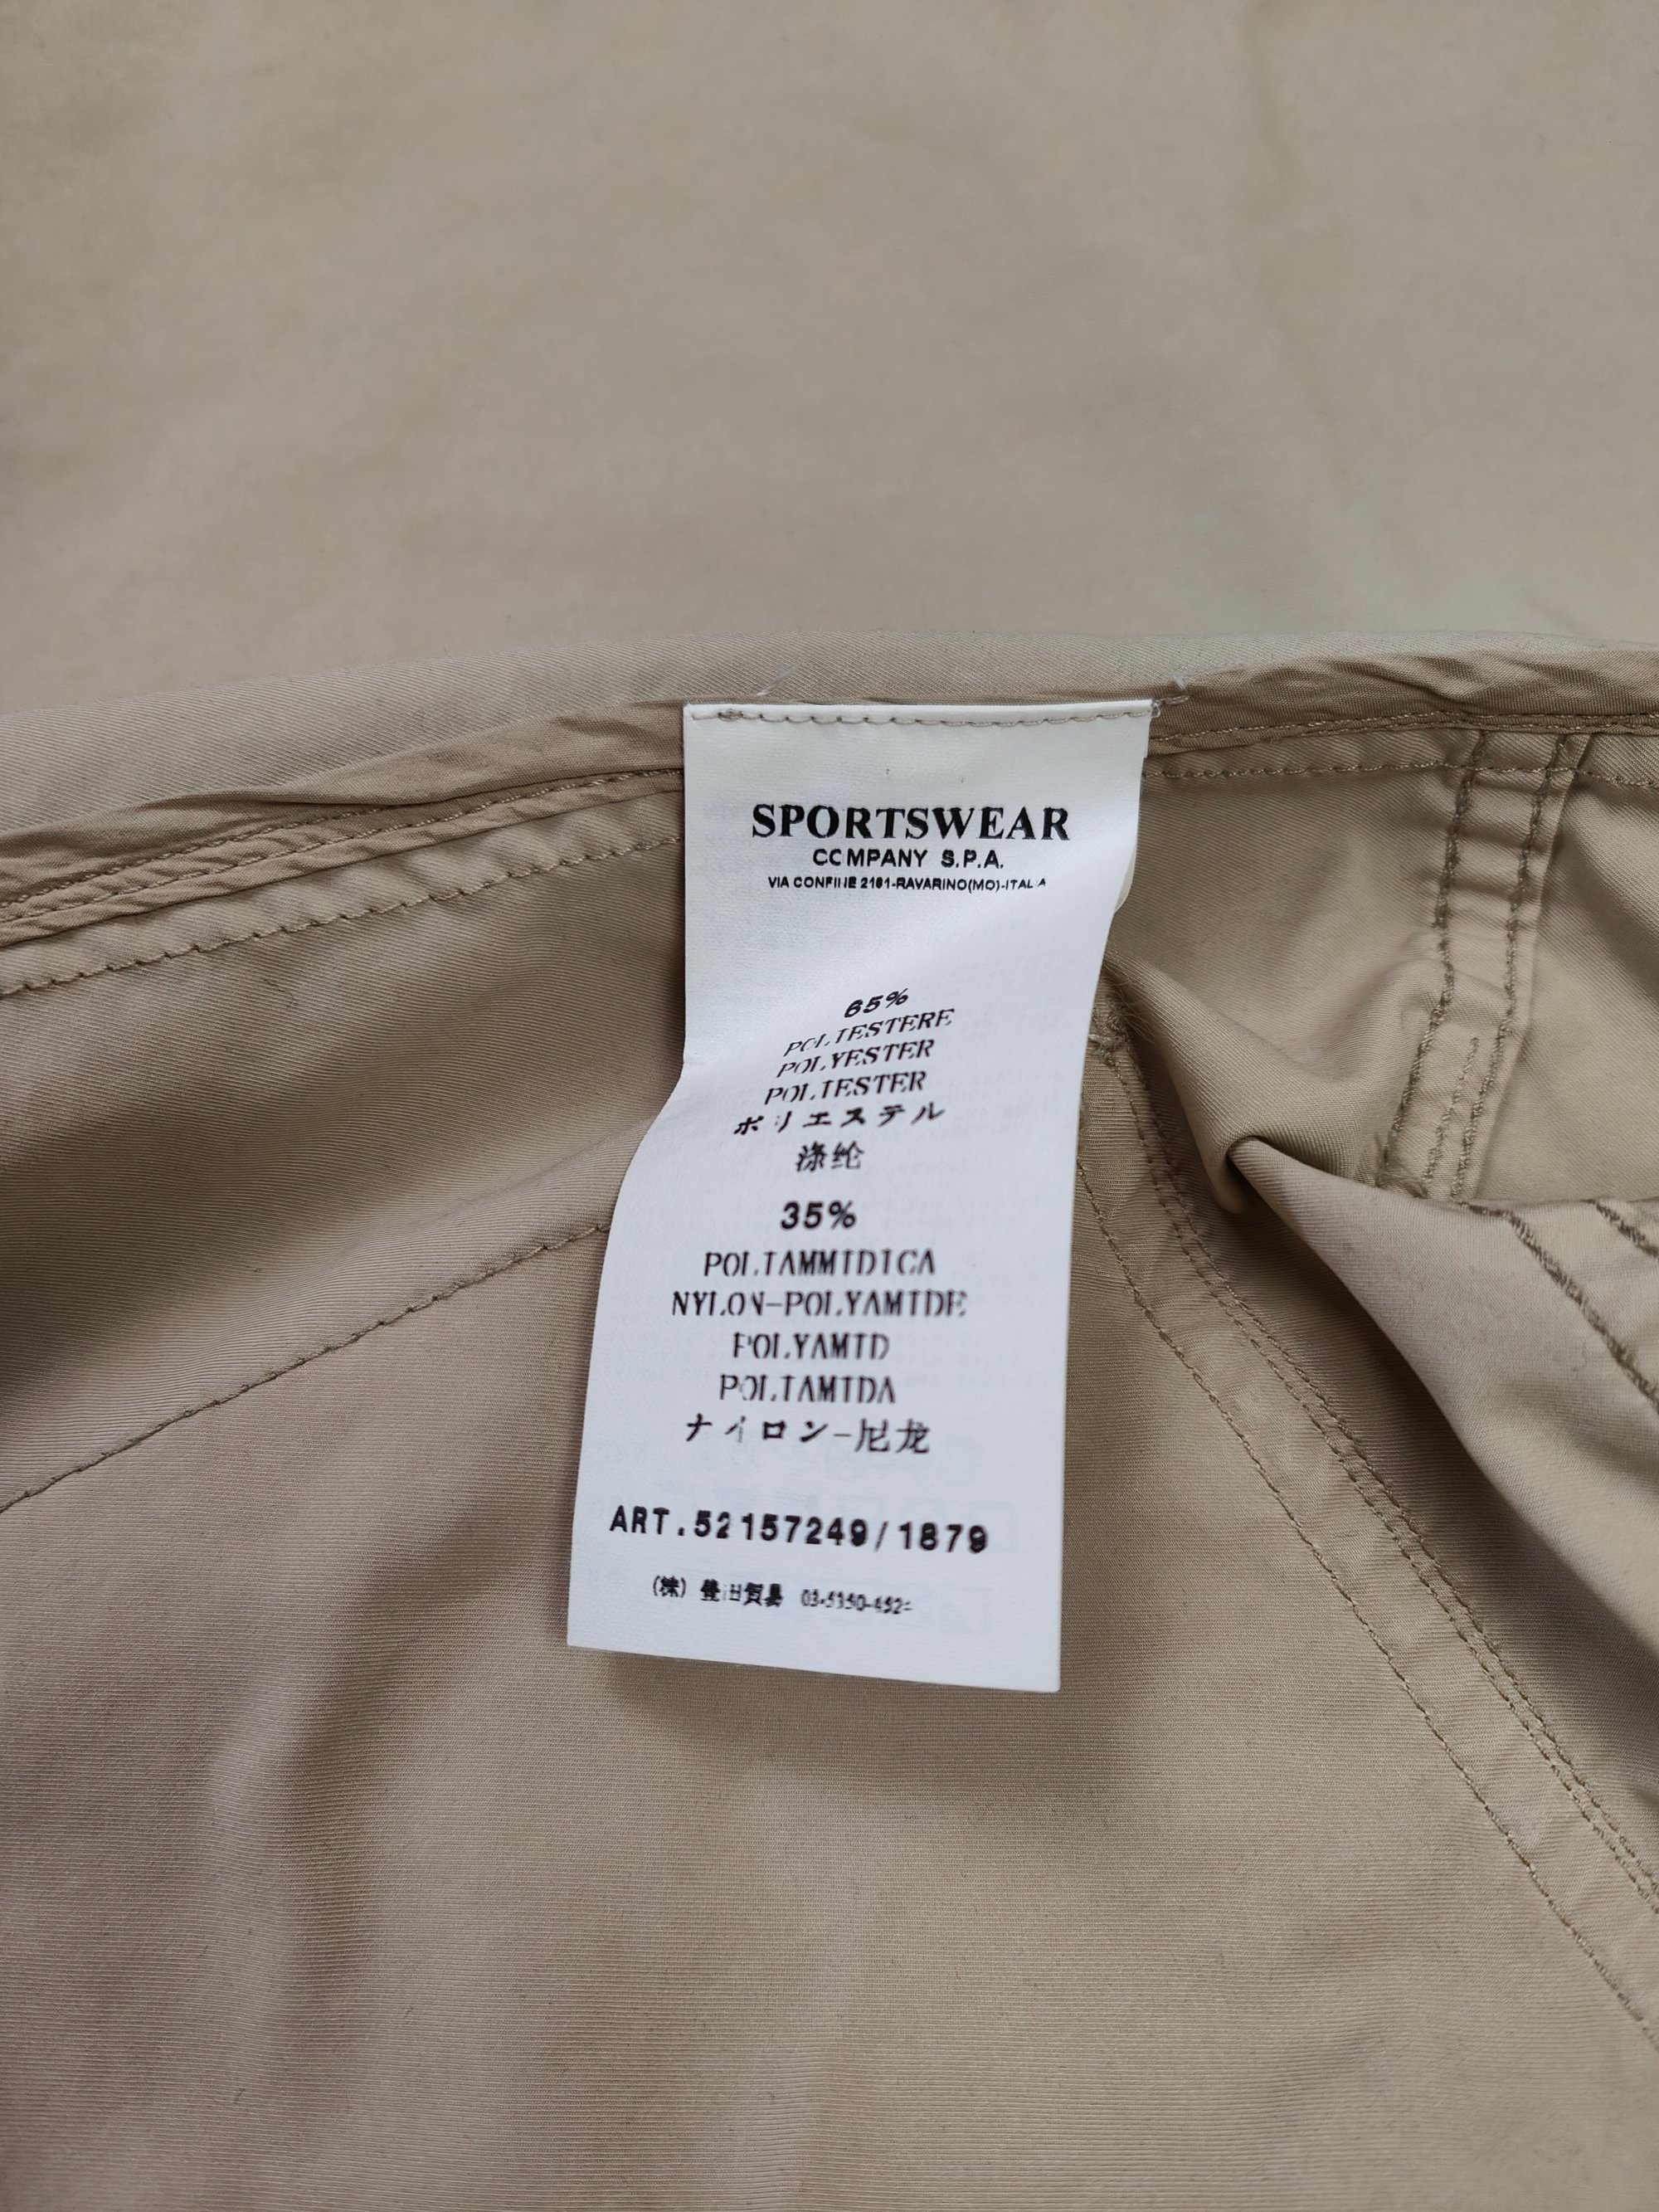 SPORTSWEAR
COMPANY S.P.A.
VIA CONFINE 2161-RAVARINO(MO)-ITALIA
65%
POLIESTERE
POLYESTER
POLIESTER
ポリエステル
涤纶
35%
POLIAMMIDICA
NYLON-POLYAMIDE
POLYAMID
POLIAMIDA
ナイロン-尼龙
ART.52157249/1879
(株)